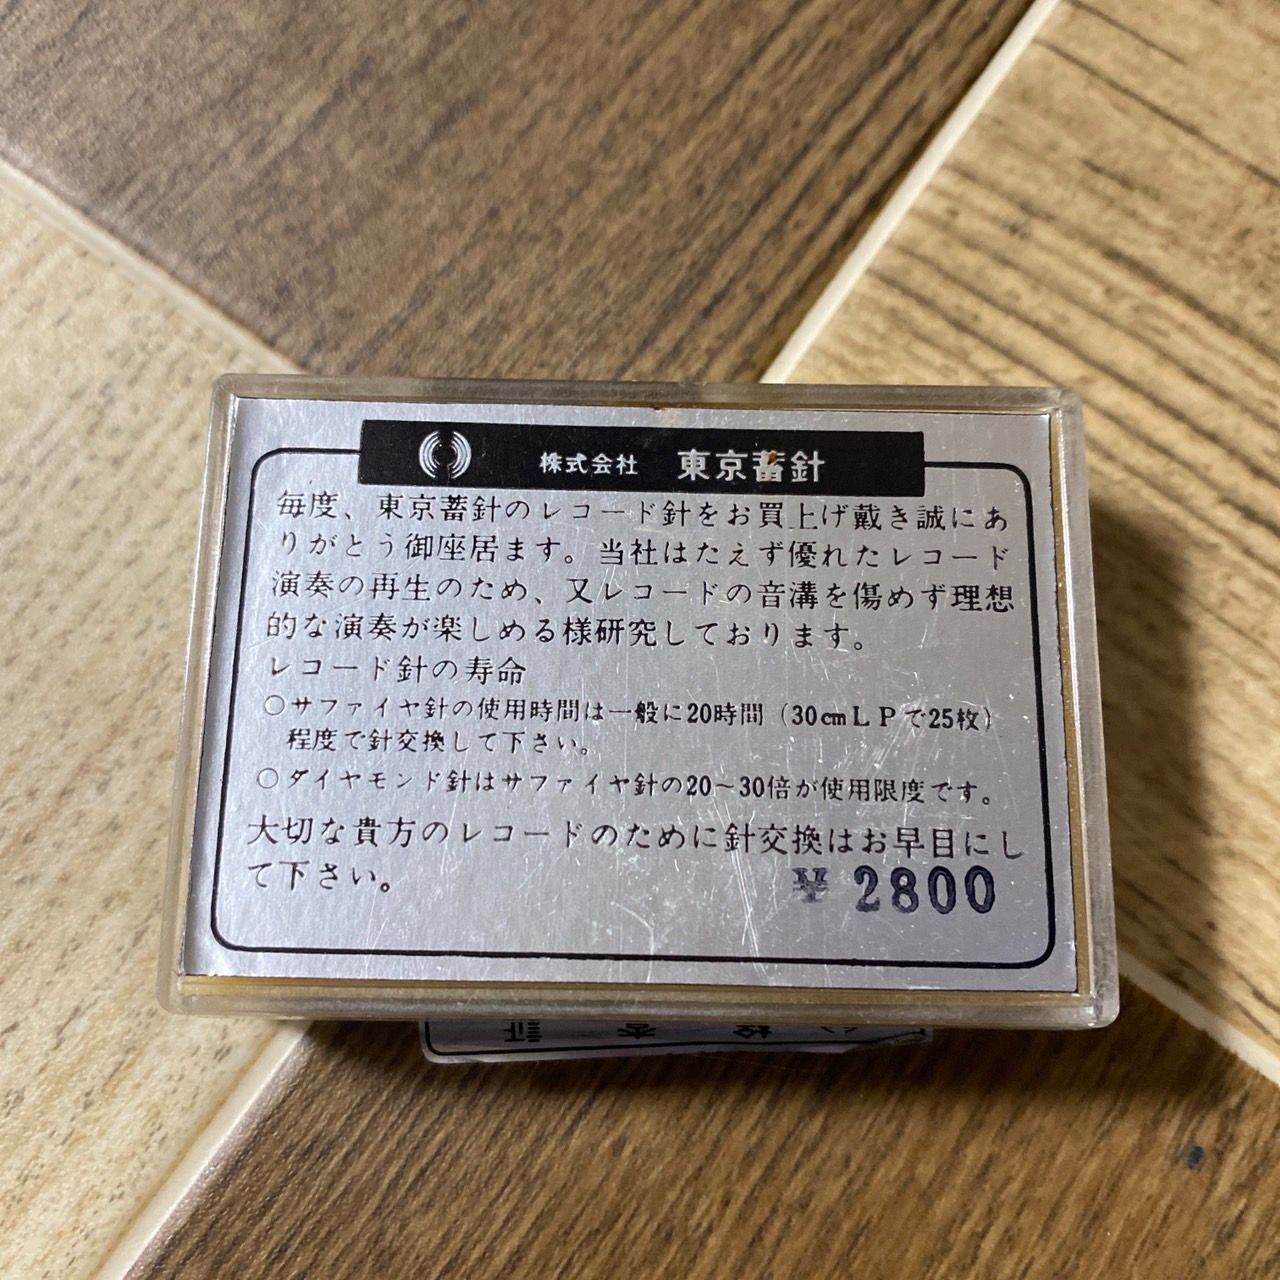 株式会社 東京蓄針
毎度、東京蓄針のレコード針をお買上げ戴き誠にあ
りがとう御座居ます。当社はたえず優れたレコード
演奏の再生のため、又レコードの音溝を傷めず理想
的な演奏が楽しめる様研究しております。
レコード針の寿命
○サファイヤ針の使用時間は一般に20時間(30cmLPで25枚)
程度で針交換して下さい。
○ダイヤモンド針はサファイヤ針の20〜30倍が使用限度です。
大切な貴方のレコードのために針交換はお早目にし
て下さい。
¥2800